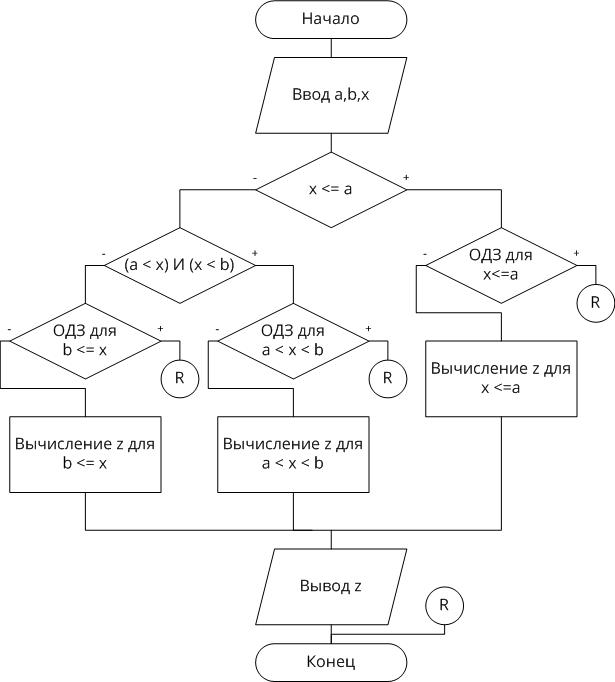 Начало
Ввод a,b,x
x <= a
-
+
(a < x) И (x < b)
-
+
ОДЗ для
x<=a
-
+
R
ОДЗ для
b <= x
-
+
R
ОДЗ для
a < x < b
-
+
R
Вычисление z для
x <=a
Вычисление z для
b <= x
Вычисление z для
a < x < b
Вывод z
R
Конец